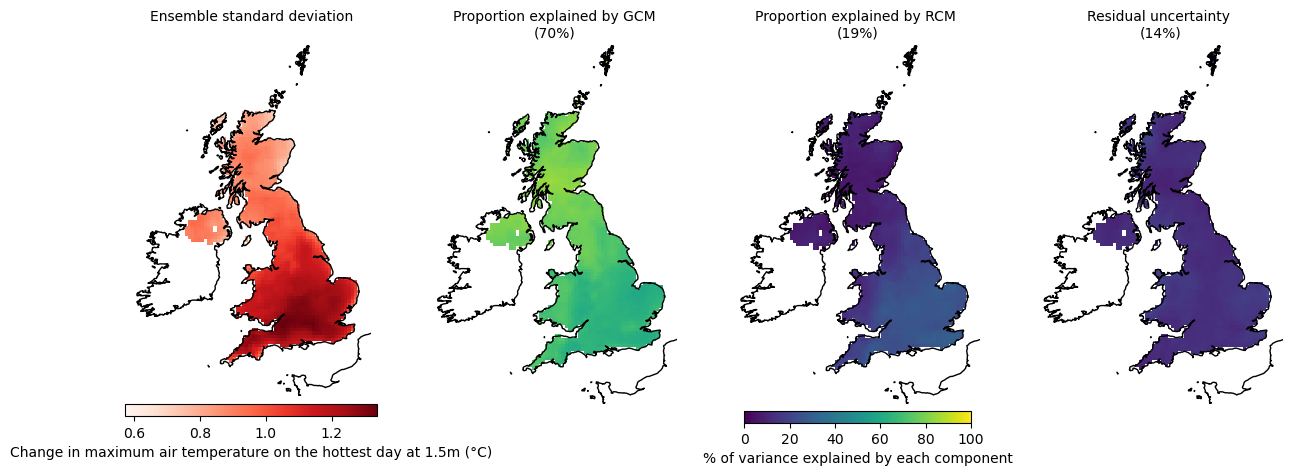 Ensemble standard deviation
Proportion explained by GCM
(70%)
Proportion explained by RCM
(19%)
Residual uncertainty
(14%)
0.6 0.8 1.0 1.2
Change in maximum air temperature on the hottest day at 1.5m (°C)
0 20 40 60 80 100
% of variance explained by each component